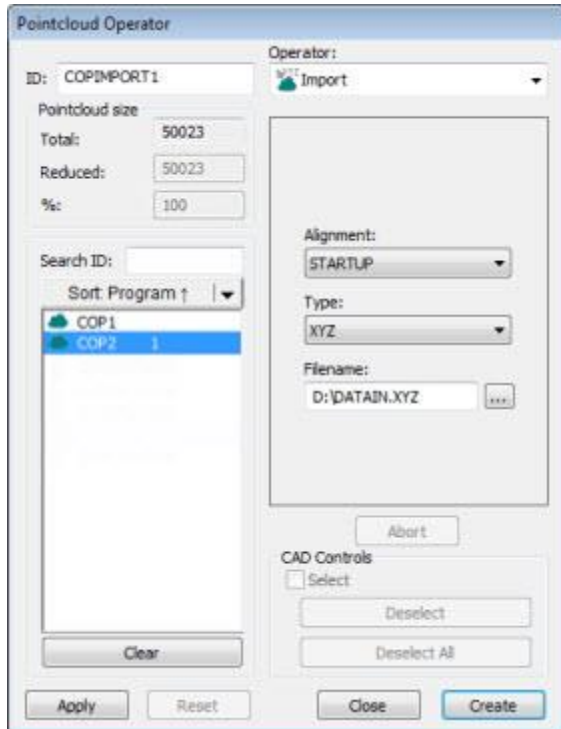 Pointcloud Operator
ID: COPIMPORT1
Operator:
Import
Pointcloud size
Total: 50023
Reduced: 50023
%: 100
Search ID:
Sort: Program ↑
COP1
COP2 1
Clear
Alignment:
STARTUP
Type:
XYZ
Filename:
D:\DATAIN.XYZ ...
Abort
CAD Controls
Select
Deselect
Deselect All
Apply Reset Close Create